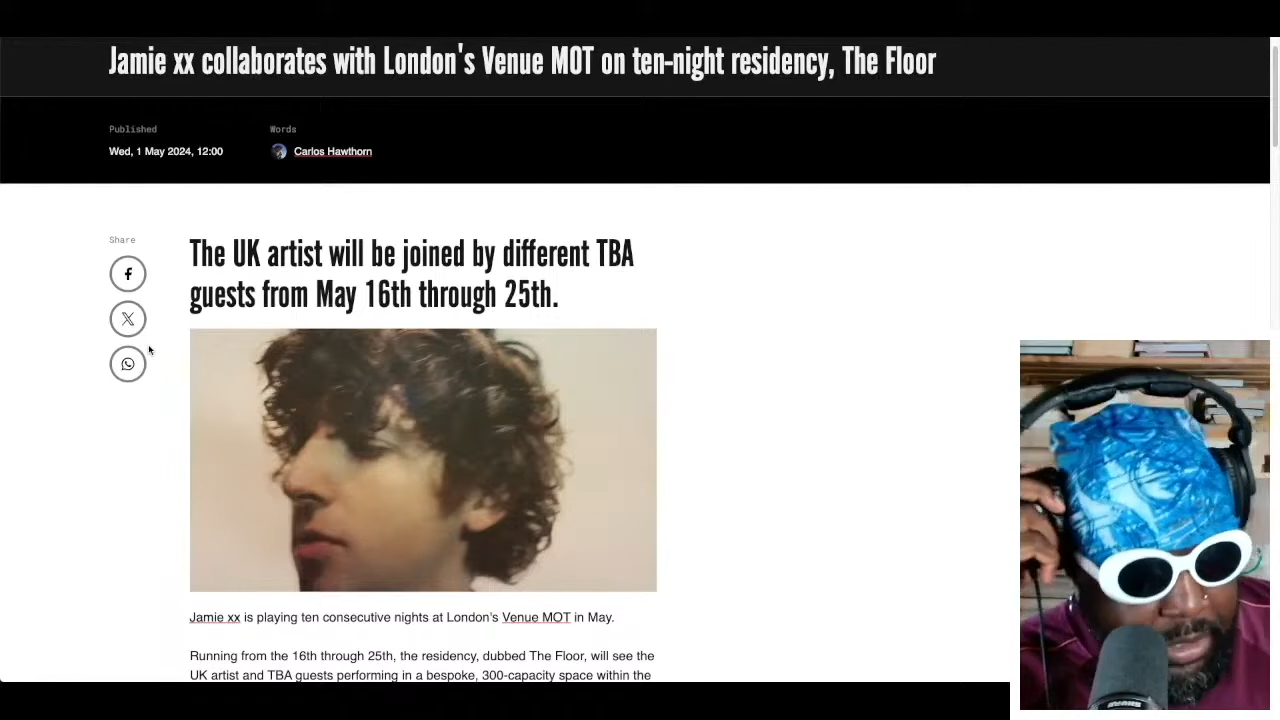 Jamie xx collaborates with London's Venue MOT on ten-night residency, The Floor
Published
Words
Wed, 1 May 2024, 12:00
Carlos Hawthorn
Share
The UK artist will be joined by different TBA
guests from May 16th through 25th.
Jamie xx is playing ten consecutive nights at London's Venue MOT in May.
Running from the 16th through 25th, the residency, dubbed The Floor, will see the
UK artist and TBA guests performing in a bespoke, 300-capacity space within the
SHURE